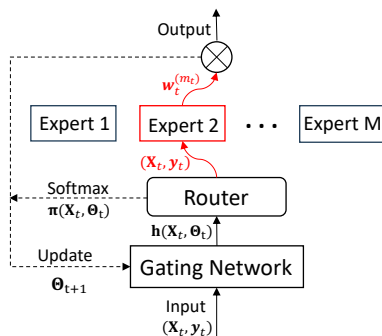 Output
w_t^{(m_t)}
Expert 1
Expert 2
• • •
Expert M
(X_t, y_t)
Softmax
π(X_t, Θ_t)
Router
h(X_t, Θ_t)
Update
Θ_{t+1}
Gating Network
Input
(X_t, y_t)